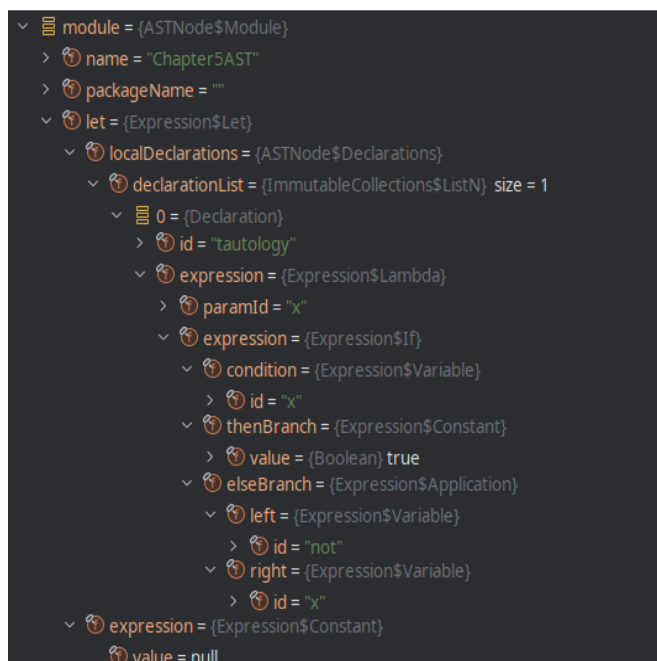 module = {ASTNode$Module}
name = "Chapter5AST"
packageName = ""
let = {Expression$Let}
localDeclarations = {ASTNode$Declarations}
declarationList = {ImmutableCollections$ListN} size = 1
0 = {Declaration}
id = "tautology"
expression = {Expression$Lambda}
paramId = "x"
expression = {Expression$If}
condition = {Expression$Variable}
id = "x"
thenBranch = {Expression$Constant}
value = {Boolean} true
elseBranch = {Expression$Application}
left = {Expression$Variable}
id = "not"
right = {Expression$Variable}
id = "x"
expression = {Expression$Constant}
value = null